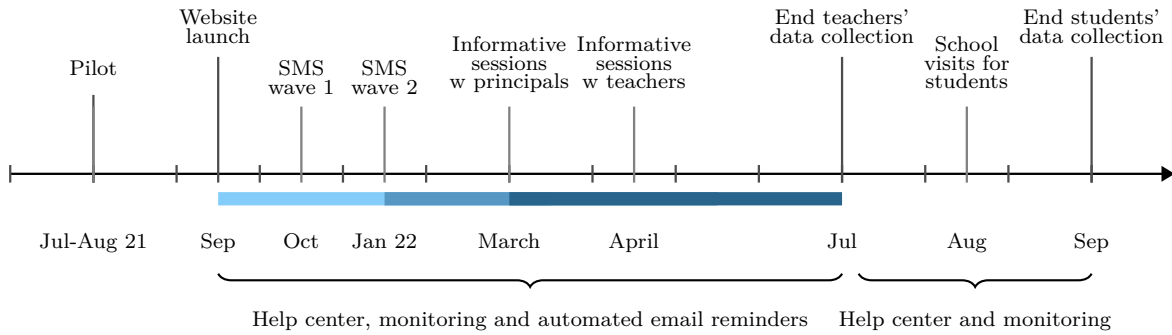 Pilot
Website
launch
SMS
wave 1
SMS
wave 2
Informative
sessions
w principals
Informative
sessions
w teachers
End teachers'
data collection
School
visits for
students
End students'
data collection
Jul-Aug 21
Sep
Oct
Jan 22
March
April
Jul
Aug
Sep
Help center, monitoring and automated email reminders
Help center and monitoring